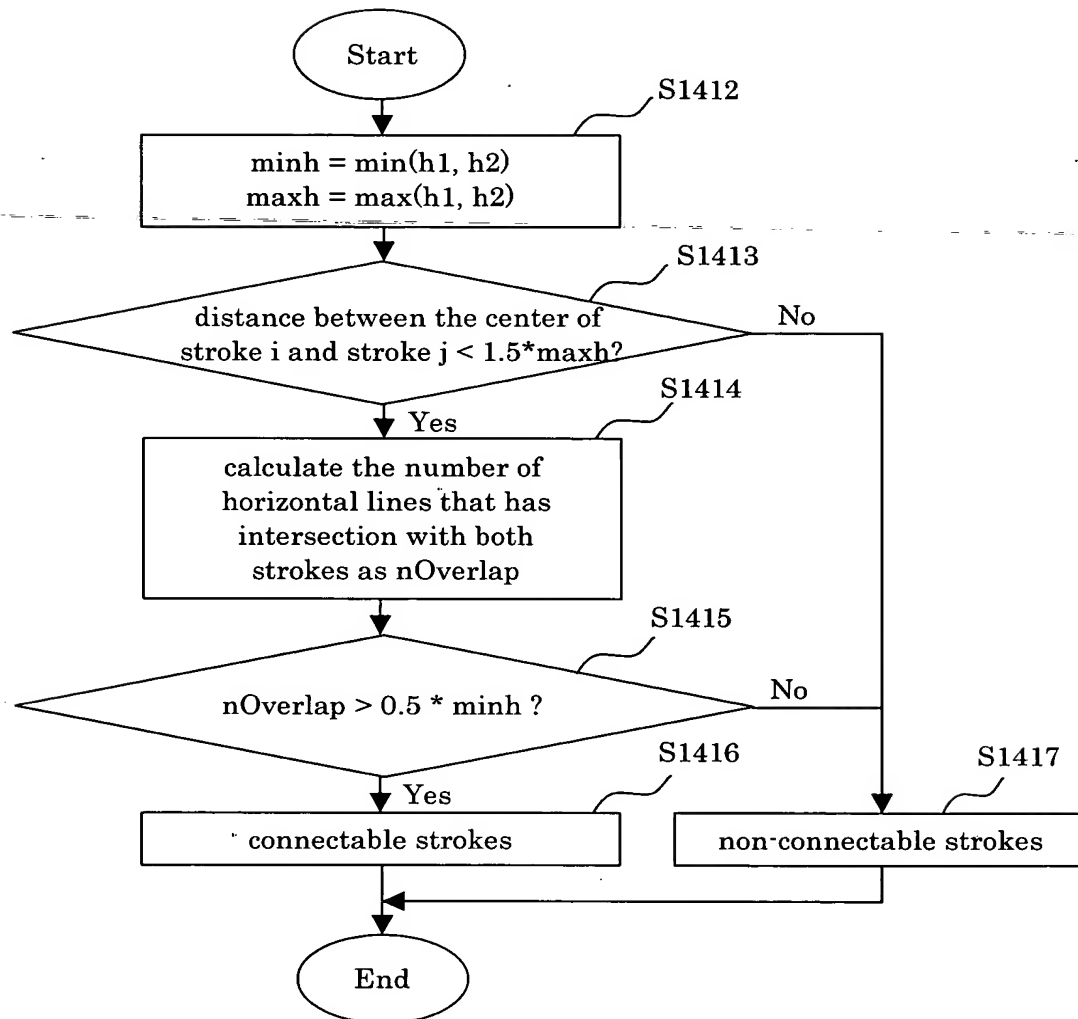 Start
S1412
minh = min(h1, h2)
maxh = max(h1, h2)
S1413
distance between the center of
stroke i and stroke j < 1.5*maxh?
No
Yes
S1414
calculate the number of
horizontal lines that has
intersection with both
strokes as nOverlap
S1415
nOverlap > 0.5 * minh ?
No
Yes
S1416
connectable strokes
S1417
non-connectable strokes
End